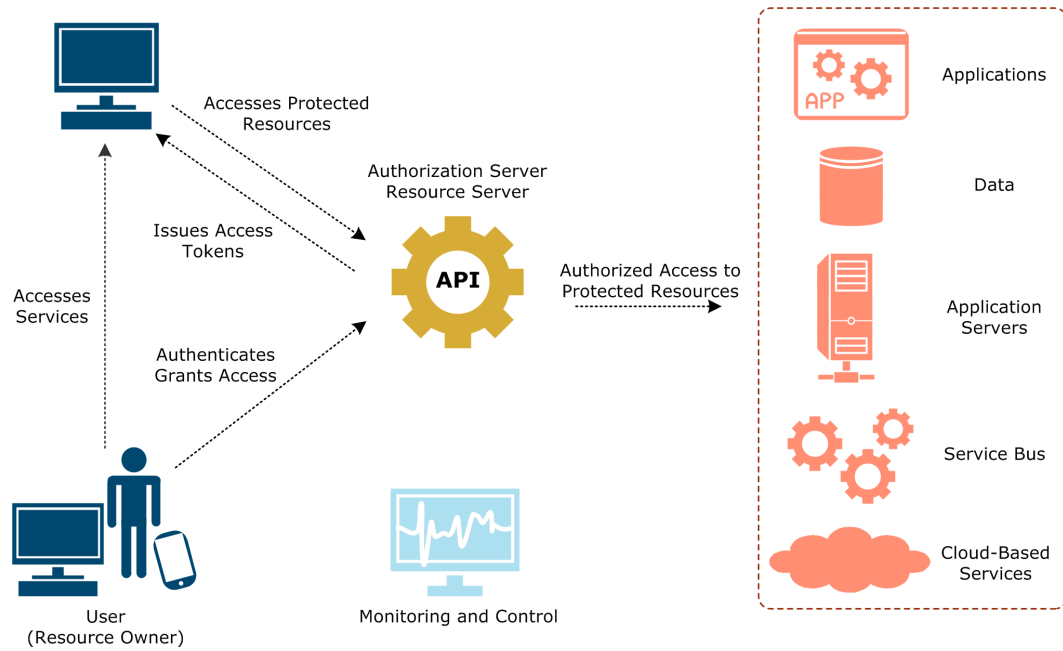 Accesses Protected
Resources
Authorization Server
Resource Server
Issues Access
Tokens
API
Accesses
Services
Authenticates
Grants Access
Authorized Access to
Protected Resources
APP
Applications
Data
Application
Servers
Service Bus
Cloud-Based
Services
User
(Resource Owner)
Monitoring and Control